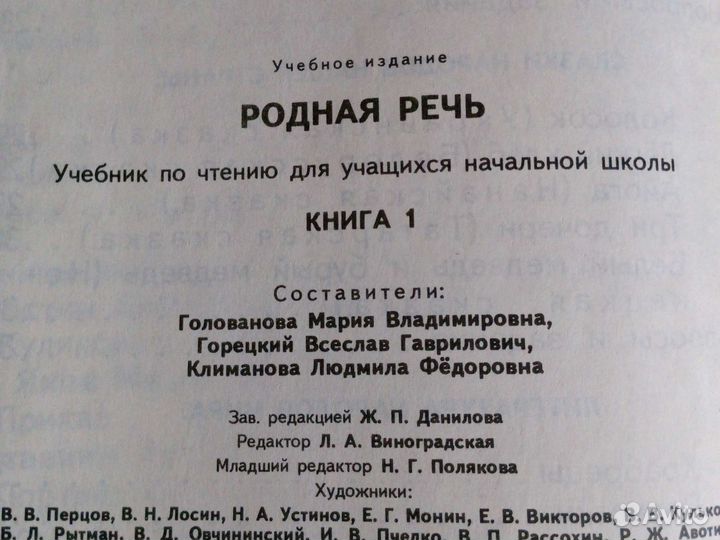 Учебное издание
РОДНАЯ РЕЧЬ
Учебник по чтению для учащихся начальной школы
КНИГА 1
Составители:
Голованова Мария Владимировна,
Горецкий Всеслав Гаврилович,
Климанова Людмила Фёдоровна
Зав. редакцией Ж. П. Данилова
Редактор Л. А. Виноградская
Младший редактор Н. Г. Полякова
Художники:
В. В. Перцов, В. Н. Лосин, Н. А. Устинов, Е. Г. Монин, Е. В. Викторов,
Б. Л. Рытман, В. Д. Овчининский, И. В. Пчелко, В. П. Рассохин, Р. Ж.
Avito